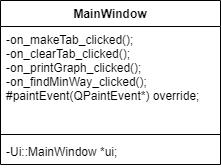 MainWindow
-on_makeTab_clicked();
-on_clearTab_clicked();
-on_printGraph_clicked();
-on_findMinWay_clicked();
#paintEvent(QPaintEvent*) override;
-Ui::MainWindow *ui;